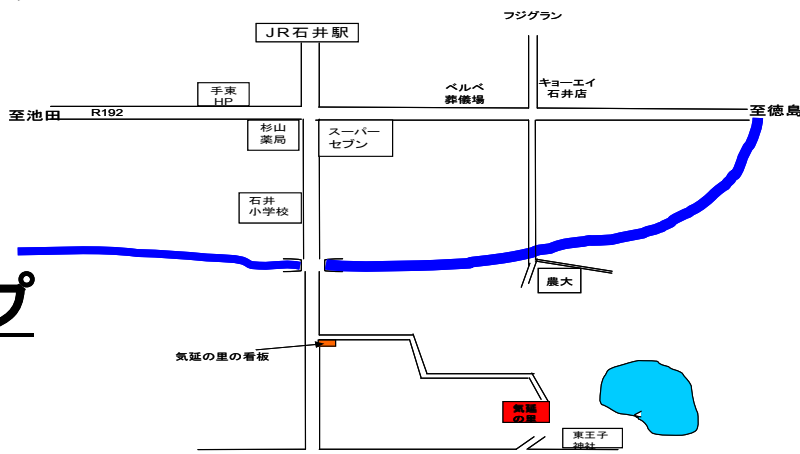 フジグラン
JR石井駅
手束
HP
ベルベ
葬儀場
キョーエイ
石井店
至池田
R192
至徳島
杉山
薬局
スーパー
セブン
石井
小学校
農大
プ
気延の里の看板
気延
の里
東王子
神社